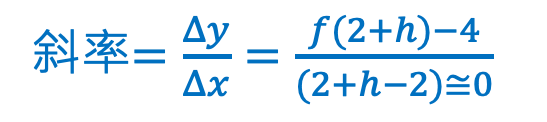 斜率= Δy/Δx = f(2+h)−4/(2+h−2)≅0